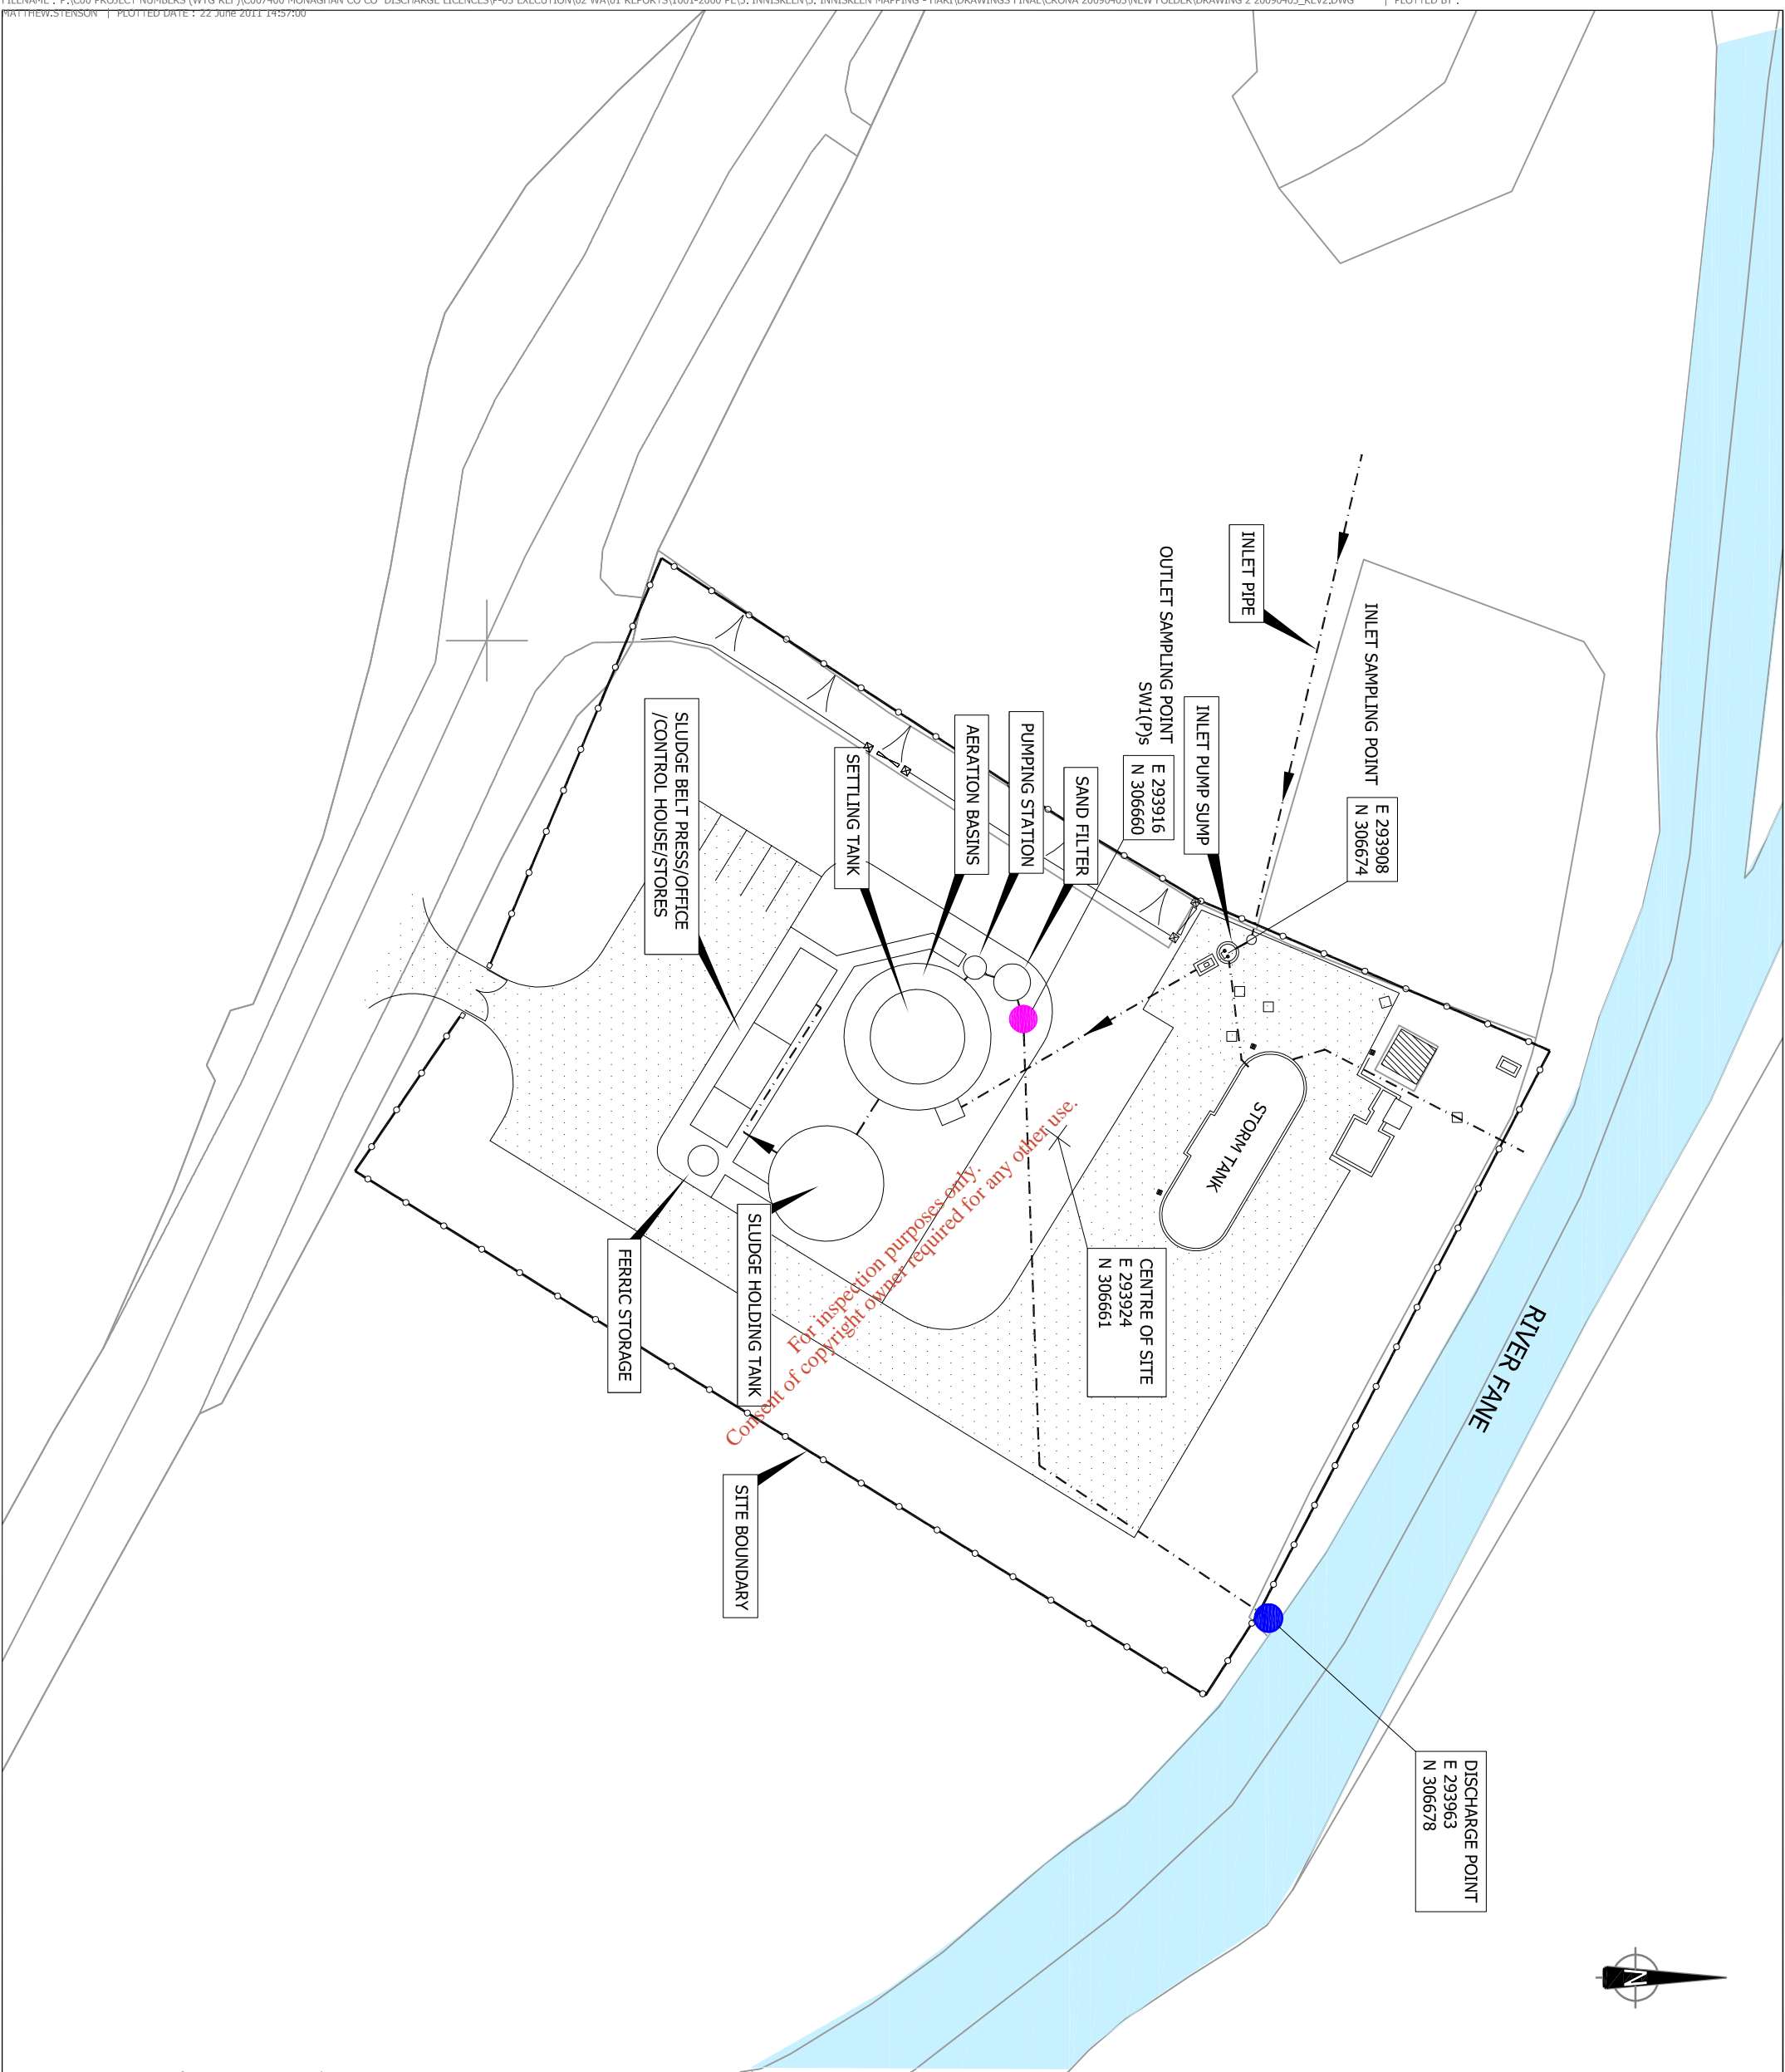 MATTHEW.STENSON | PLOTTED DATE : 22 June 2011 14:57:00
INLET PIPE
INLET SAMPLING POINT
E 293908
N 306674
OUTLET SAMPLING POINT
SW1(P)s
E 293916
N 306660
INLET PUMP SUMP
SAND FILTER
PUMPING STATION
AERATION BASINS
SETTLING TANK
SLUDGE BELT PRESS/OFFICE
/CONTROL HOUSE/STORES
STORM TANK
CENTRE OF SITE
E 293924
N 306661
SLUDGE HOLDING TANK
FERRIC STORAGE
SITE BOUNDARY
RIVER FANE
DISCHARGE POINT
E 293963
N 306678
N
For inspection purposes only.
Consent of copyright owner required for any other use.